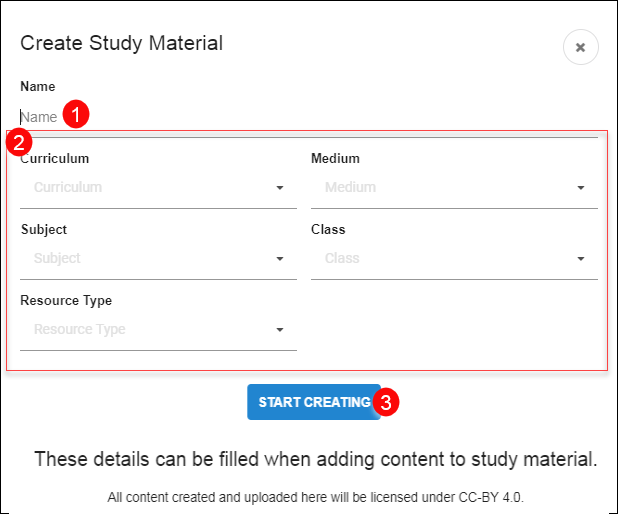 Create Study Material
Name
Name 1
2
Curriculum Medium
Curriculum Medium
Subject Class
Subject Class
Resource Type
Resource Type
START CREATING 3
These details can be filled when adding content to study material.
All content created and uploaded here will be licensed under CC-BY 4.0.